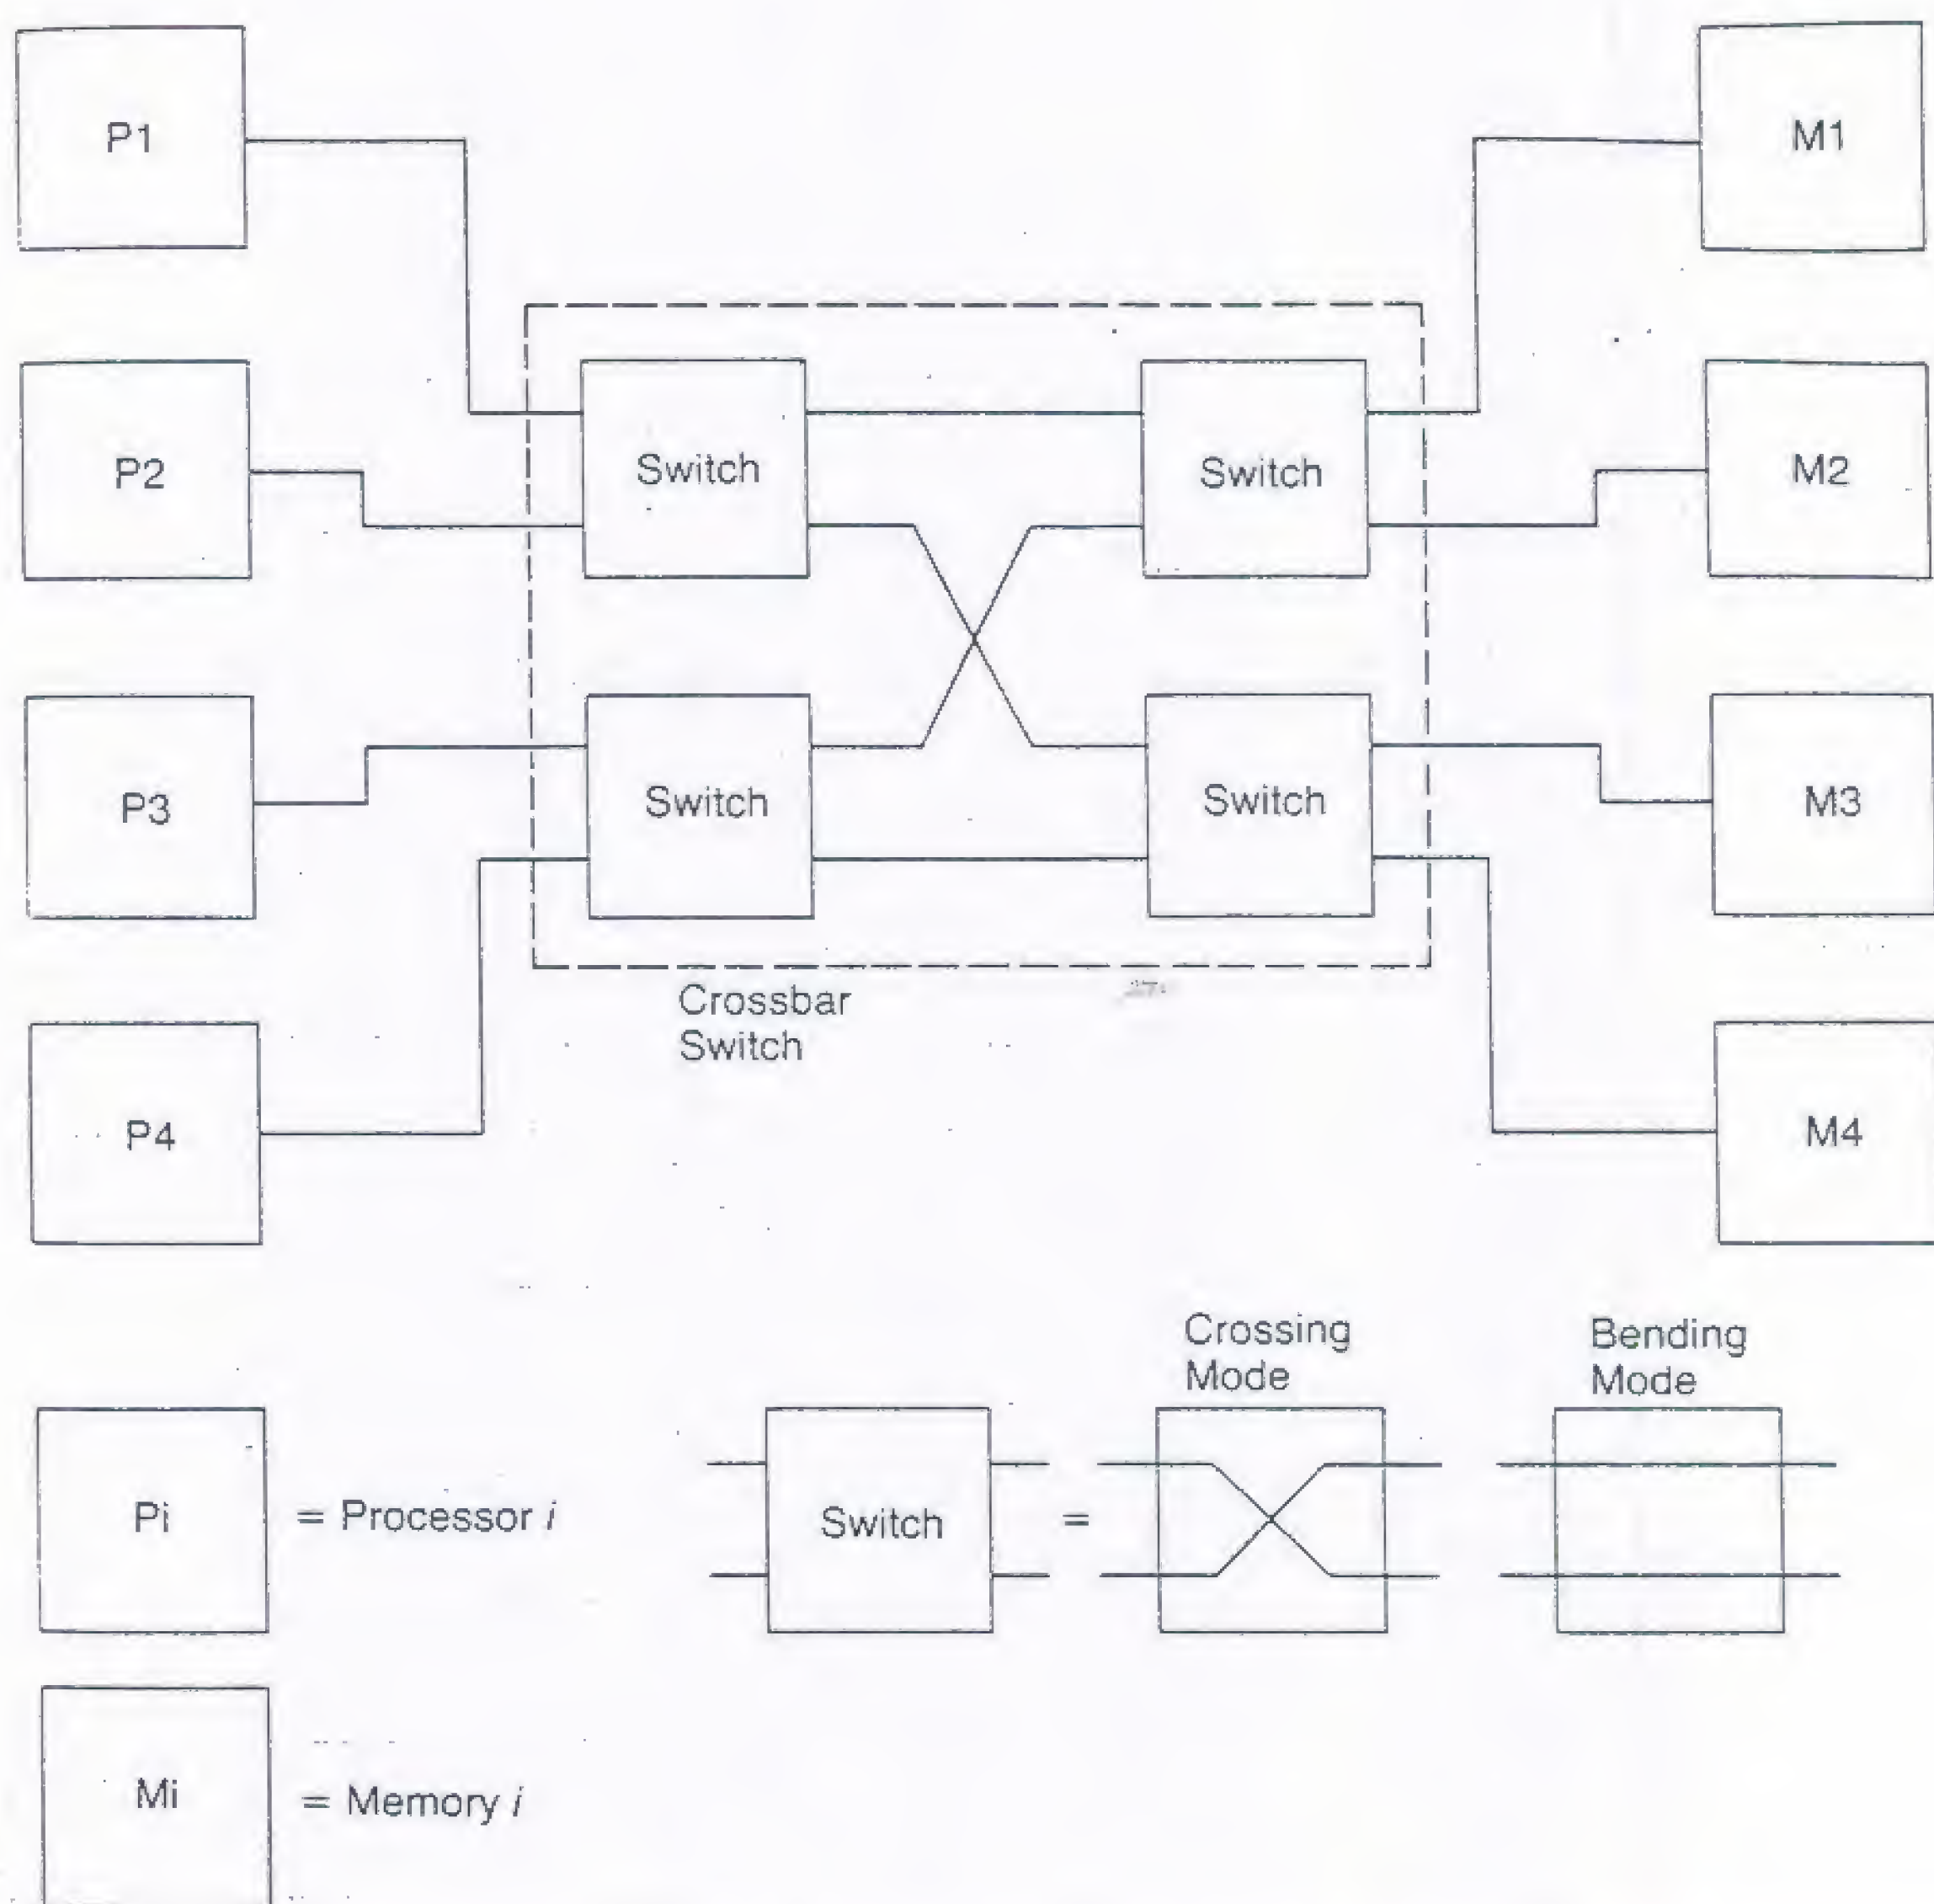 P1
M1
P2
Switch
Switch
M2
P3
Switch
Switch
M3
Crossbar
Switch
P4
M4
Crossing
Mode
Bending
Mode
Pi
= Processor i
Switch
=
Mi
= Memory i